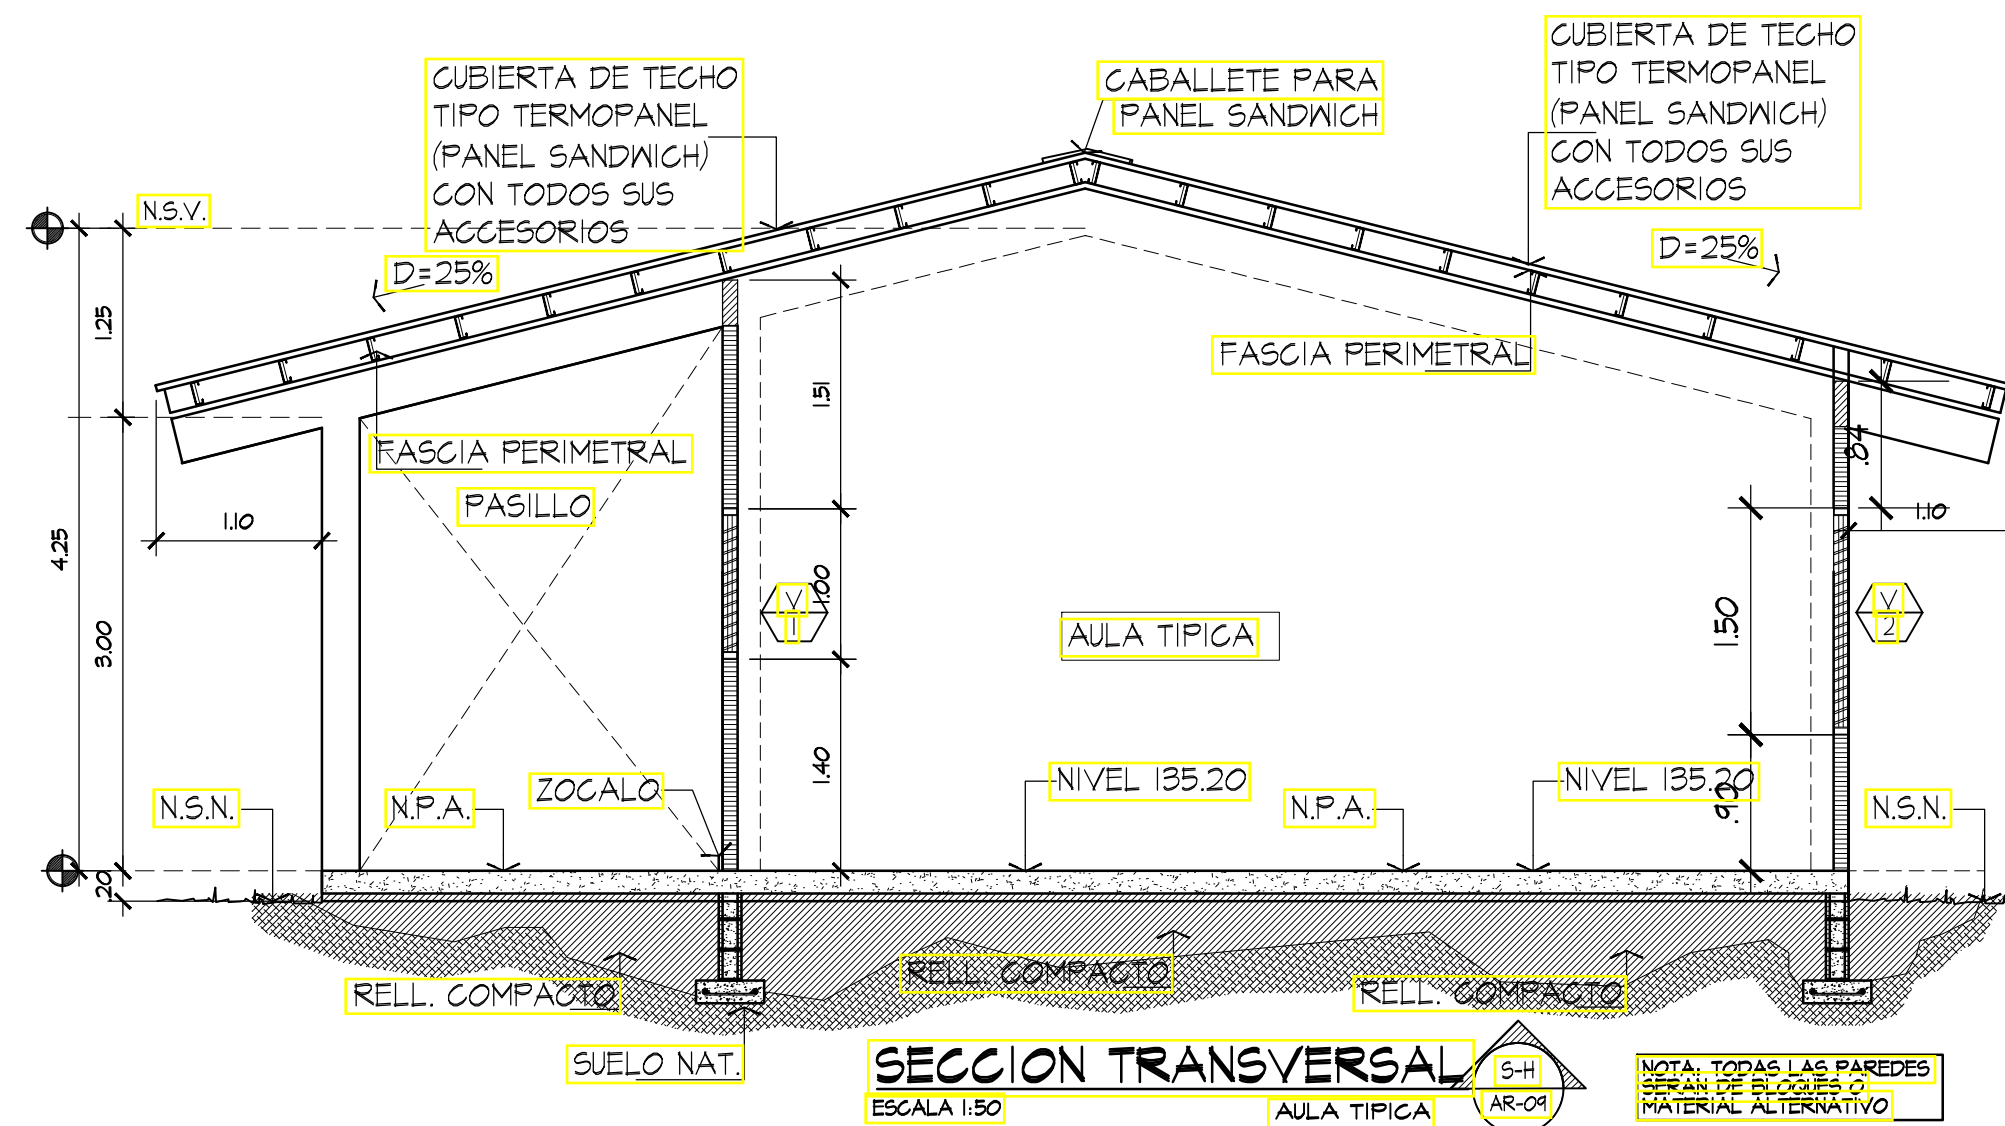 CUBIERTA DE TECHO
TIPO TERMOPANEL
(PANEL SANDWICH)
CON TODOS SUS
ACCESORIOS
CABALLETE PARA
PANEL SANDWICH
CUBIERTA DE TECHO
TIPO TERMOPANEL
(PANEL SANDWICH)
CON TODOS SUS
ACCESORIOS
N.S.V.
D=25%
D=25%
1.25
FASCIA PERIMETRAL
1.51
FASCIA PERIMETRAL
.84
PASILLO
1.10
1.10
4.25
3.00
V
1
1.00
AULA TIPICA
1.50
V
2
1.40
ZOCALO
NIVEL 135.20
NIVEL 135.20
.90
N.S.N.
N.P.A.
N.P.A.
N.S.N.
.20
RELL. COMPACTO
RELL. COMPACTO
RELL. COMPACTO
SUELO NAT.
SECCION TRANSVERSAL
ESCALA 1:50
AULA TIPICA
S-H
AR-09
NOTA: TODAS LAS PAREDES
SERAN DE BLOQUES O
MATERIAL ALTERNATIVO